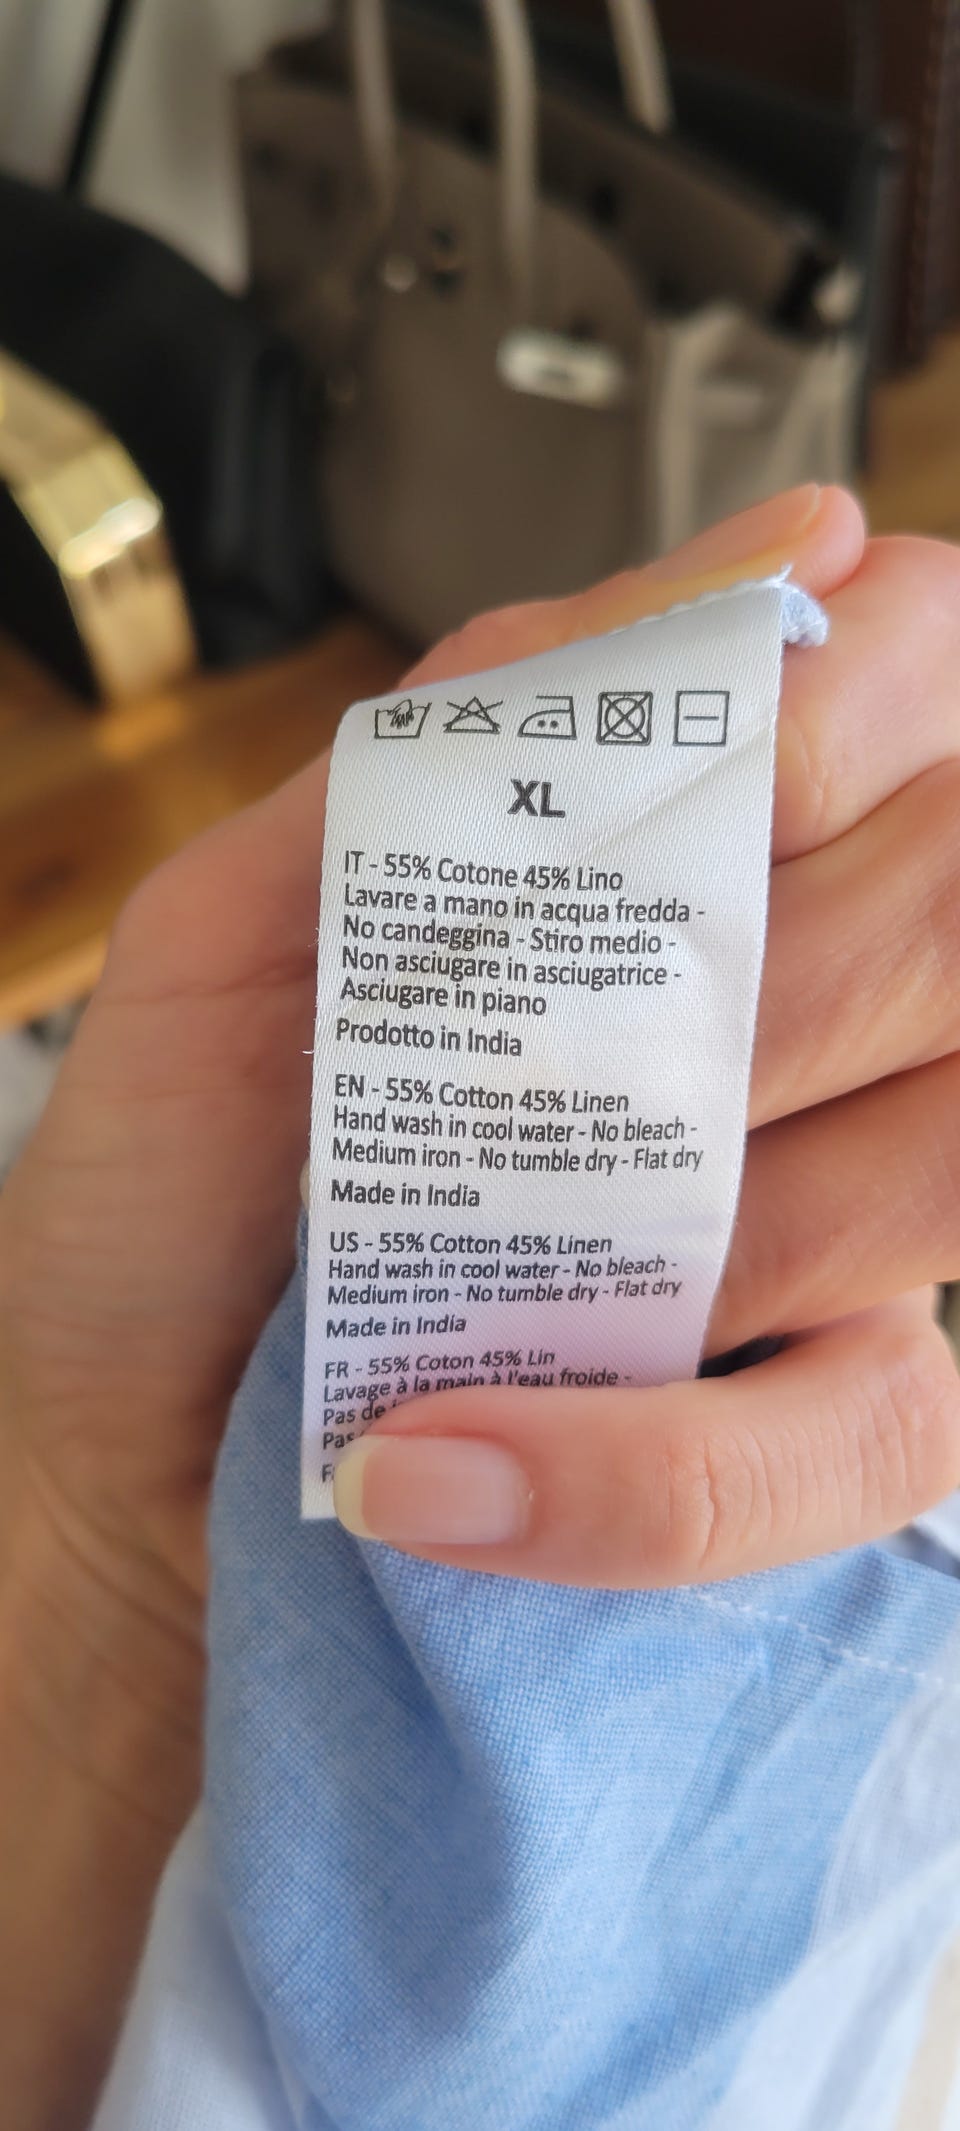 XL
IT - 55% Cotone 45% Lino
Lavare a mano in acqua fredda -
No candeggina - Stiro medio -
Non asciugare in asciugatrice -
Asciugare in piano
Prodotto in India
EN - 55% Cotton 45% Linen
Hand wash in cool water - No bleach -
Medium iron - No tumble dry - Flat dry
Made in India
US - 55% Cotton 45% Linen
Hand wash in cool water - No bleach -
Medium iron - No tumble dry - Flat dry
Made in India
FR - 55% Coton 45% Lin
Lavage à la main à l'eau froide -
Pas de
Pas